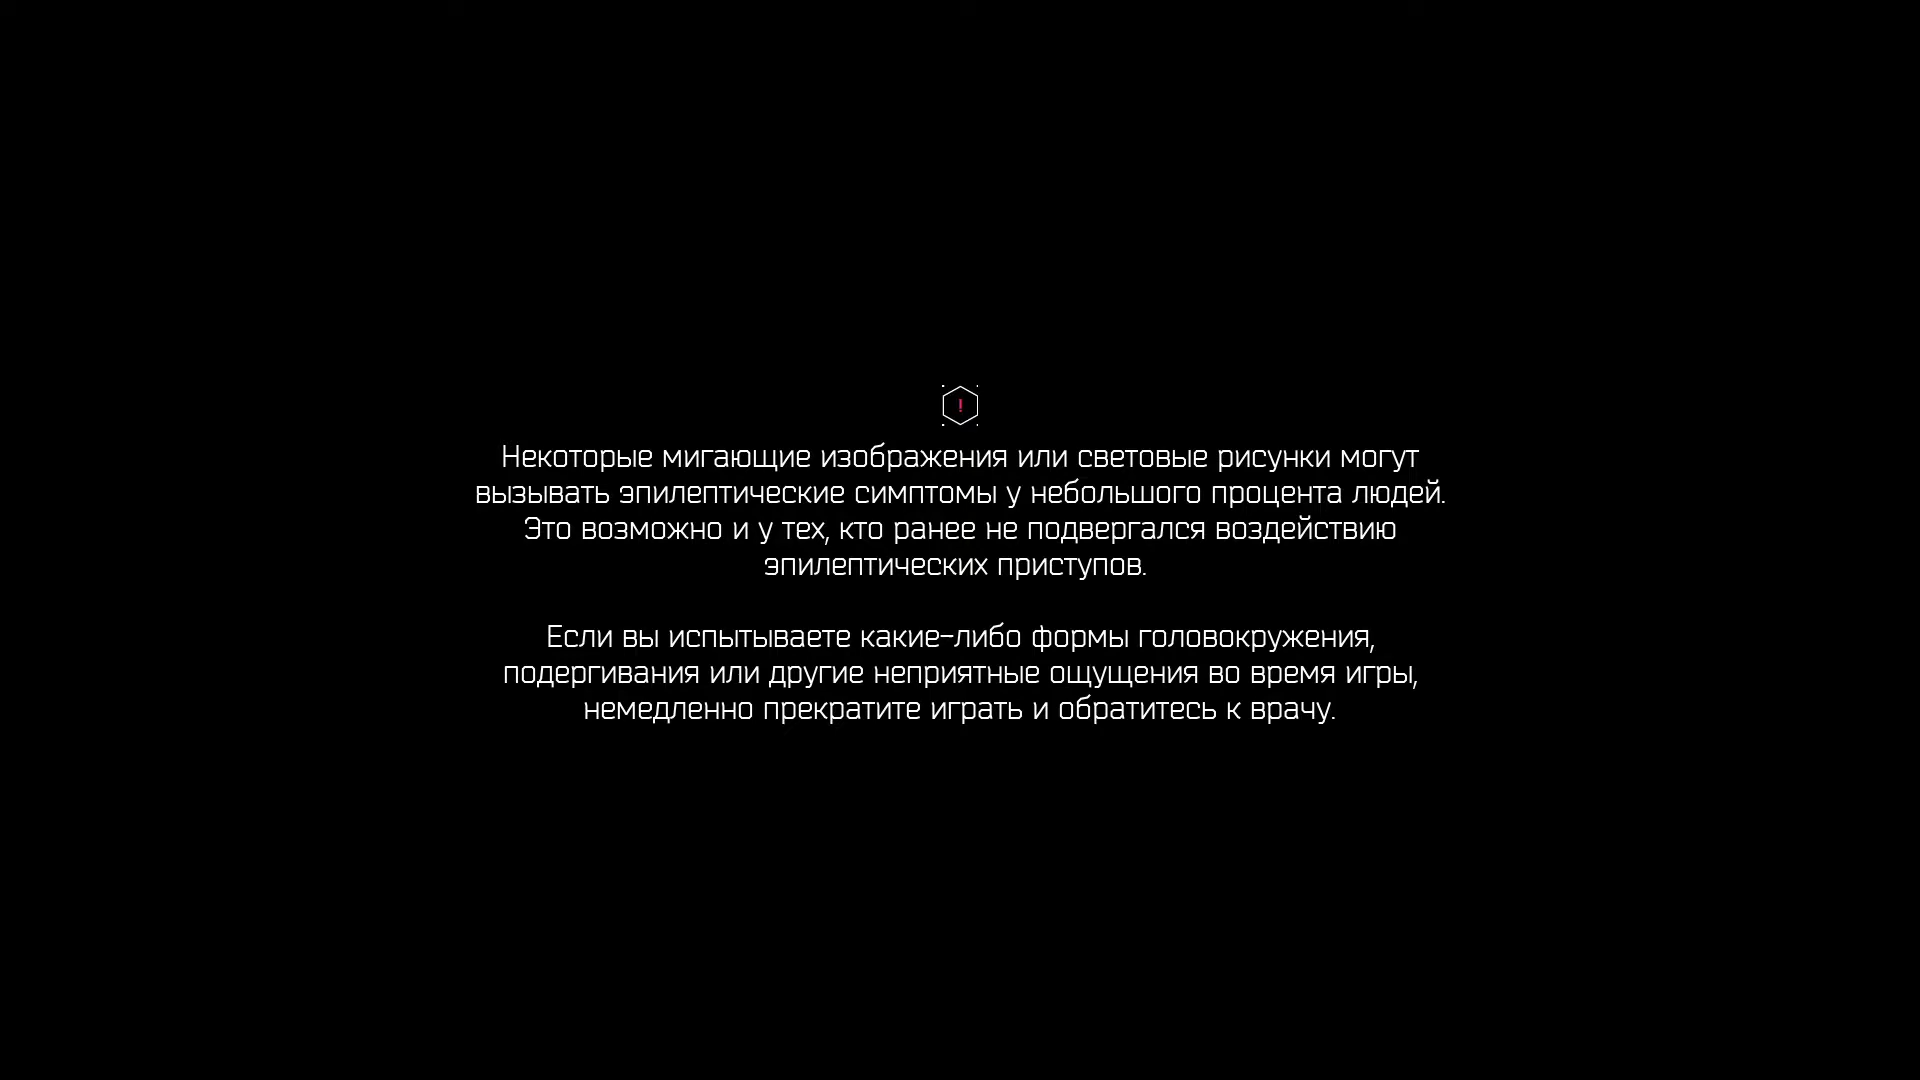 !
Некоторые мигающие изображения или световые рисунки могут
вызывать эпилептические симптомы у небольшого процента людей.
Это возможно и у тех, кто ранее не подвергался воздействию
эпилептических приступов.
Если вы испытываете какие-либо формы головокружения,
подергивания или другие неприятные ощущения во время игры,
немедленно прекратите играть и обратитесь к врачу.